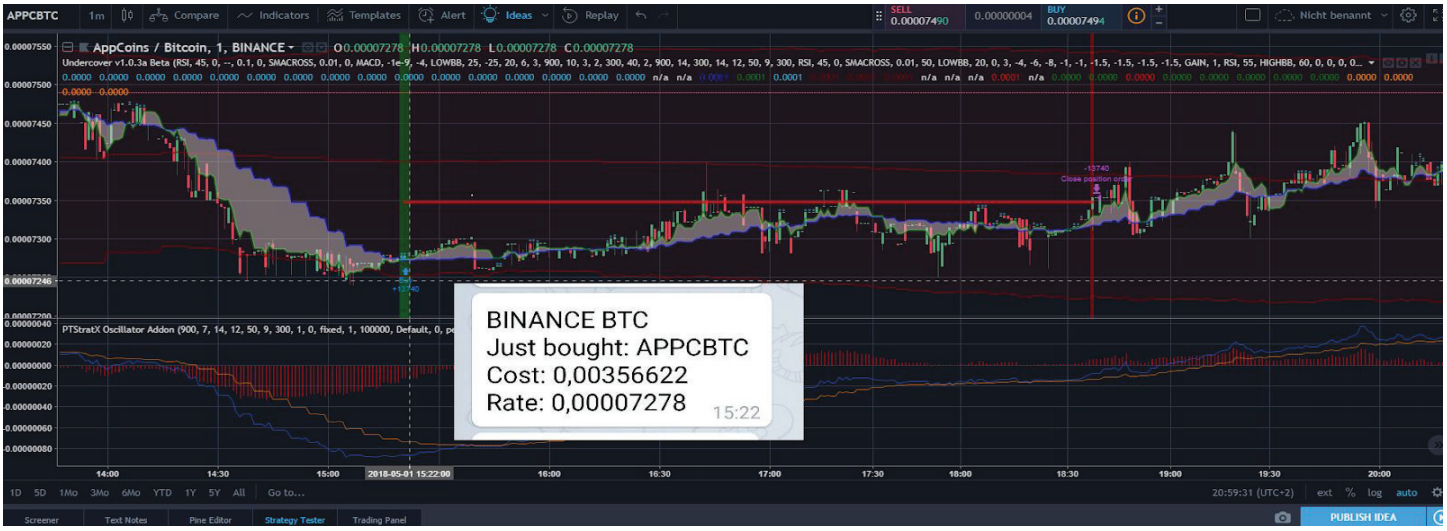 APPCBTC 1m Compare Indicators Templates Alert Ideas Replay SELL 0.00007490 0.00000004 BUY 0.00007494 Nicht benannt
AppCoins / Bitcoin, 1, BINANCE O0.00007278 H0.00007278 L0.00007278 C0.00007278
Undercover v1.0.3a Beta (RSI, 45, 0, --, 0.1, 0, SMACROSS, 0.01, 0, MACD, -1e-9, -4, LOWBB, 25, -25, 20, 6, 3, 900, 10, 3, 2, 300, 40, 2, 900, 14, 300, 14, 12, 50, 9, 300, RSI, 45, 0, SMACROSS, 0.01, 50, LOWBB, 20, 0, 3, -4, -6, -8, -1, -1, -1.5, -1.5, -1.5, -1.5, GAIN, 1, RSI, 55, HIGHBB, 60, 0, 0, 0, 0...
0.0000 0.0000 0.0000 0.0000 0.0000 0.0000 0.0000 0.0000 0.0000 0.0000 0.0000 0.0000 0.0000 0.0000 0.0000 0.0000 n/a n/a 0.0001 0.0001 n/a n/a n/a 0.0001 n/a 0.0000 0.0000 0.0000 0.0000 0.0000 0.0000 0.0000 0.0000 0.0000 0.0000
0.0000 0.0000
0.00007550
0.00007500
0.00007450
0.00007400
0.00007350
0.00007300
0.00007246
0.00007200
-13740
Close position order
+13740
BINANCE BTC
Just bought: APPCBTC
Cost: 0,00356622
Rate: 0,00007278
15:22
PTStratX Oscillator Addon (900, 7, 14, 12, 50, 9, 300, 1, 0, fixed, 1, 100000, Default, 0, pe
0.00000040
0.00000020
0.00000000
-0.00000020
-0.00000040
-0.00000060
-0.00000080
14:00 14:30 15:00 2018-05-01 15:22:00 16:00 16:30 17:00 17:30 18:00 18:30 19:00 19:30 20:00
1D 5D 1Mo 3Mo 6Mo YTD 1Y 5Y All Go to... 20:59:31 (UTC+2) ext % log auto
Screener Text Notes Pine Editor Strategy Tester Trading Panel PUBLISH IDEA